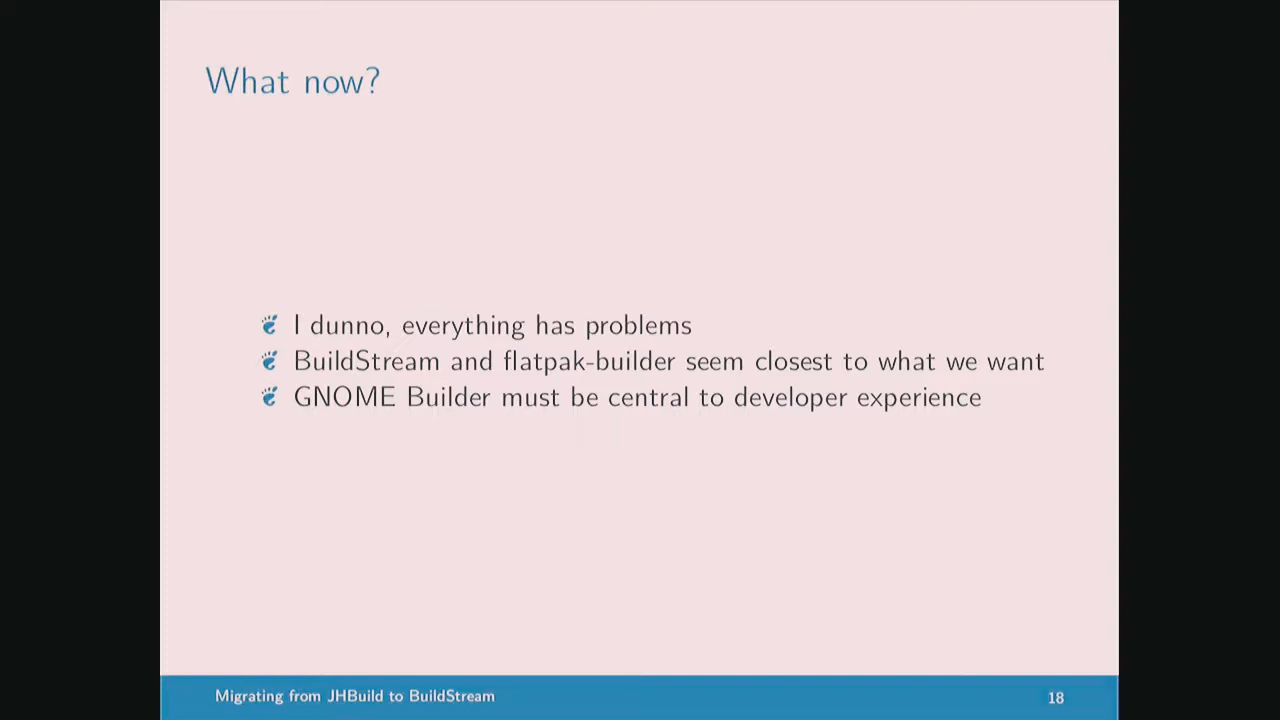 What now?
I dunno, everything has problems
BuildStream and flatpak-builder seem closest to what we want
GNOME Builder must be central to developer experience
Migrating from JHBuild to BuildStream
18